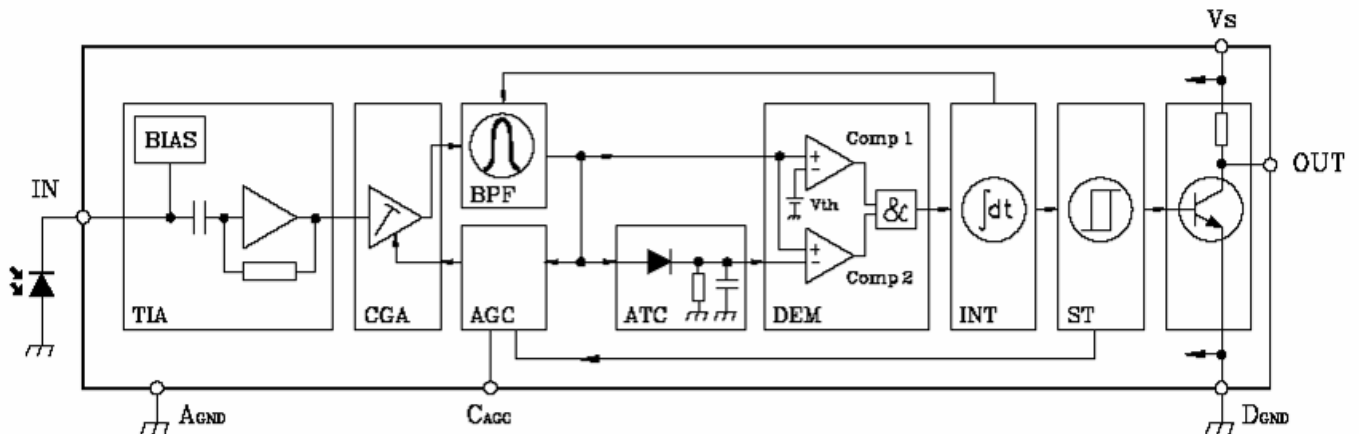 Vs
BIAS
Comp 1
IN
OUT
BPF
Vth
&
∫dt
Comp 2
TIA
CGA
AGC
ATC
DEM
INT
ST
AGND
CAGC
DGND